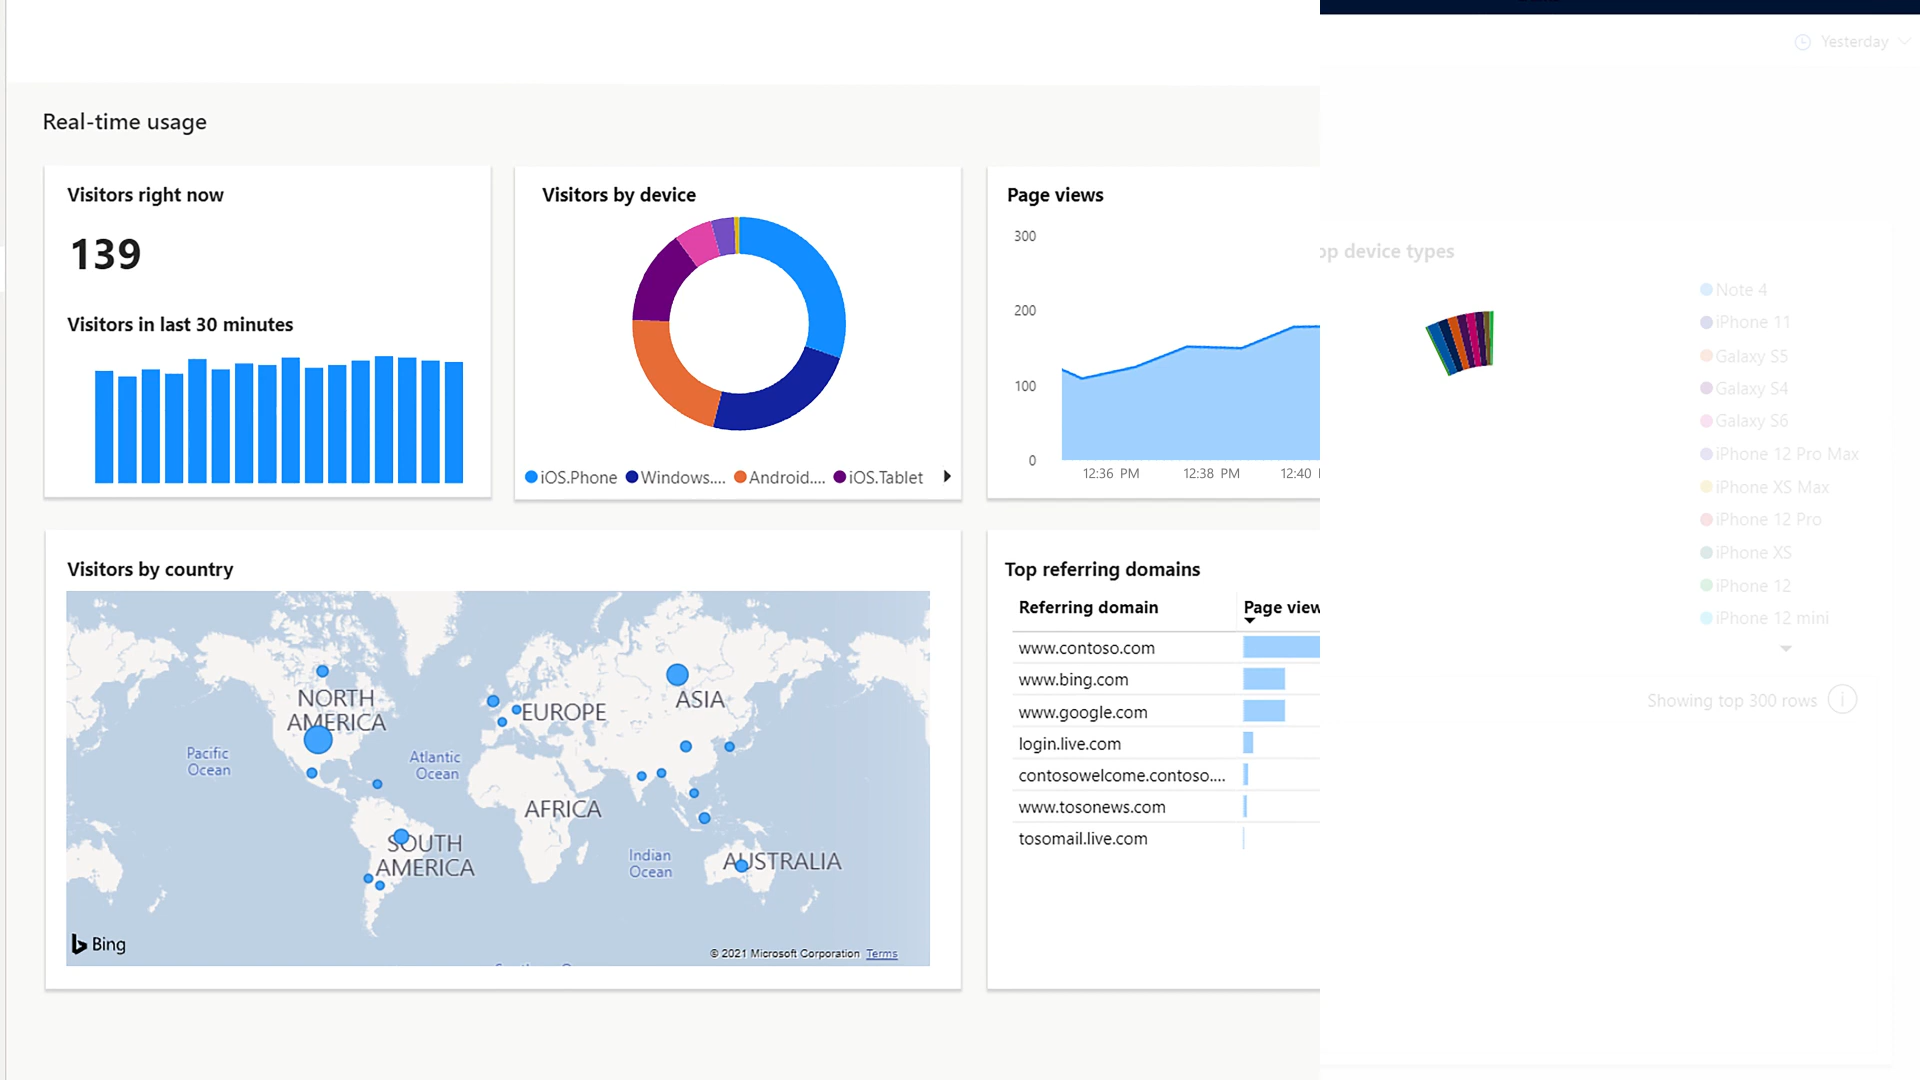 Yesterday
Real-time usage
Visitors right now
139
Visitors in last 30 minutes
Visitors by device
iOS.Phone Windows.... Android.... iOS.Tablet
Page views
300
200
100
0
12:36 PM 12:38 PM 12:40
op device types
Note 4
iPhone 11
Galaxy S5
Galaxy S4
Galaxy S6
iPhone 12 Pro Max
iPhone XS Max
iPhone 12 Pro
iPhone XS
iPhone 12
iPhone 12 mini
Showing top 300 rows
Visitors by country
NORTH
AMERICA
EUROPE
ASIA
Pacific
Ocean
Atlantic
Ocean
AFRICA
SOUTH
AMERICA
Indian
Ocean
AUSTRALIA
Bing
© 2021 Microsoft Corporation Terms
Top referring domains
Referring domain Page view
www.contoso.com
www.bing.com
www.google.com
login.live.com
contosowelcome.contoso....
www.tosonews.com
tosomail.live.com